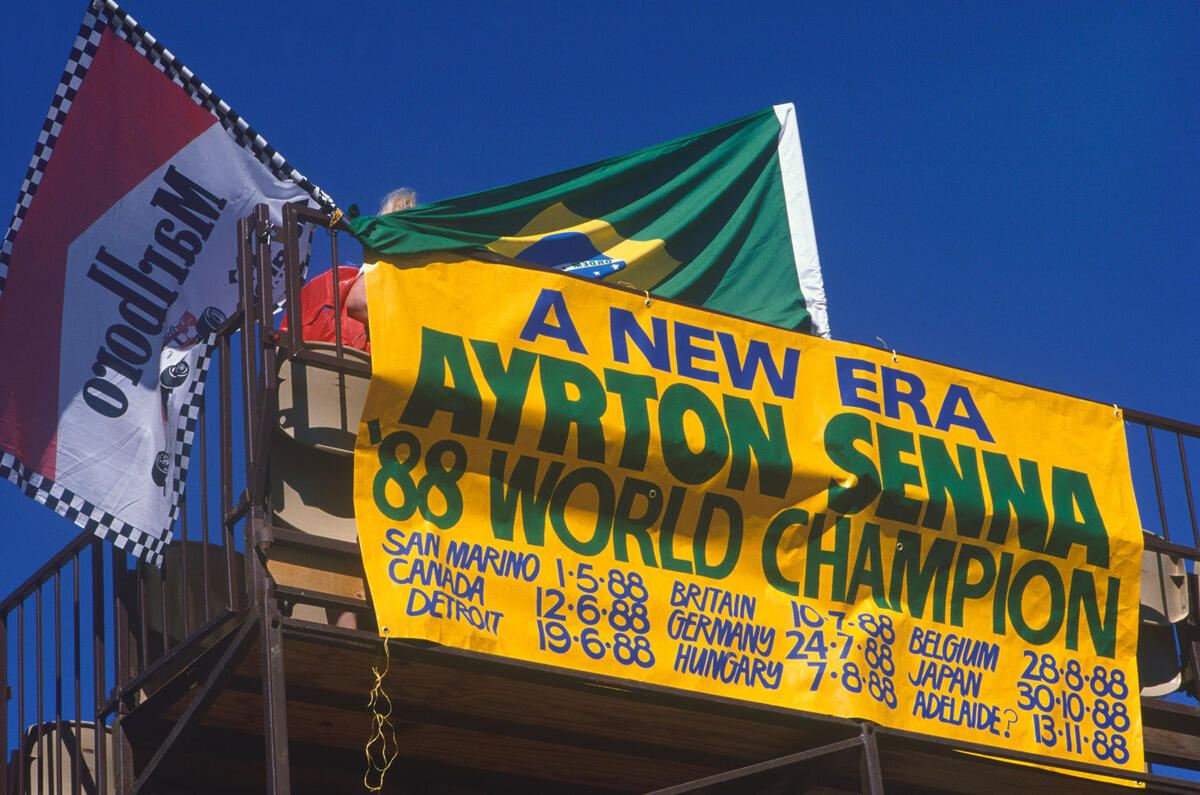 Marlboro
A NEW ERA
AYRTON SENNA
'88 WORLD CHAMPION
SAN MARINO 1·5·88
CANADA 12·6·88
DETROIT 19·6·88
BRITAIN 10·7·88
GERMANY 24·7·88
HUNGARY 7·8·88
BELGIUM 28·8·88
JAPAN 30·10·88
ADELAIDE? 13·11·88